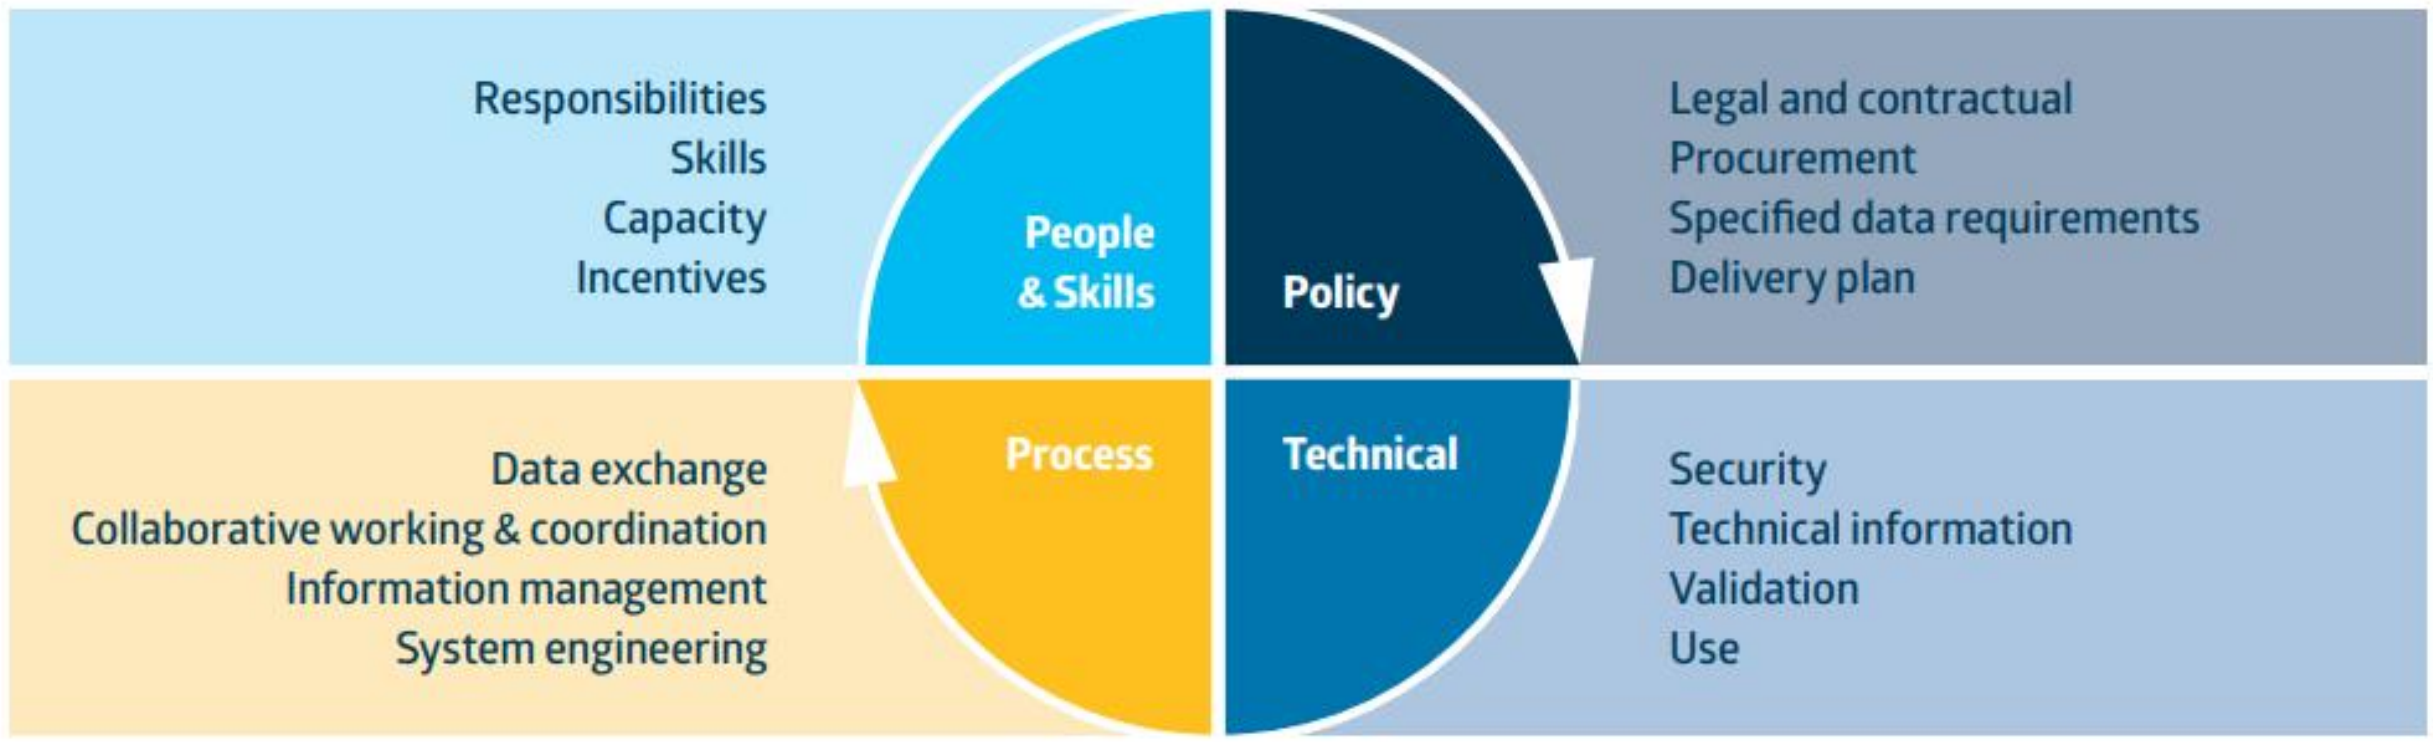 Responsibilities
Skills
Capacity
Incentives
People
& Skills
Policy
Legal and contractual
Procurement
Specified data requirements
Delivery plan
Data exchange
Collaborative working & coordination
Information management
System engineering
Process
Technical
Security
Technical information
Validation
Use